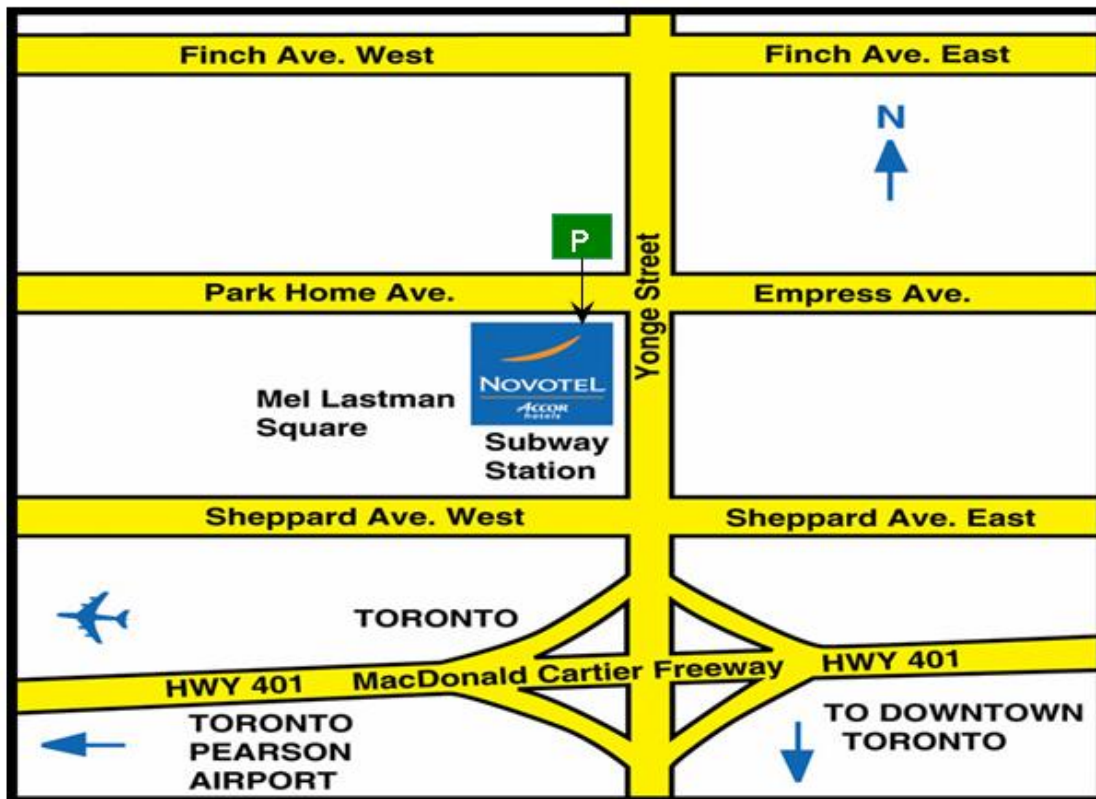 Finch Ave. West
Finch Ave. East
N
P
Yonge Street
Park Home Ave.
Empress Ave.
NOVOTEL
ACCOR
hotels
Mel Lastman
Square
Subway
Station
Sheppard Ave. West
Sheppard Ave. East
TORONTO
HWY 401
MacDonald Cartier Freeway
HWY 401
TORONTO
PEARSON
AIRPORT
TO DOWNTOWN
TORONTO